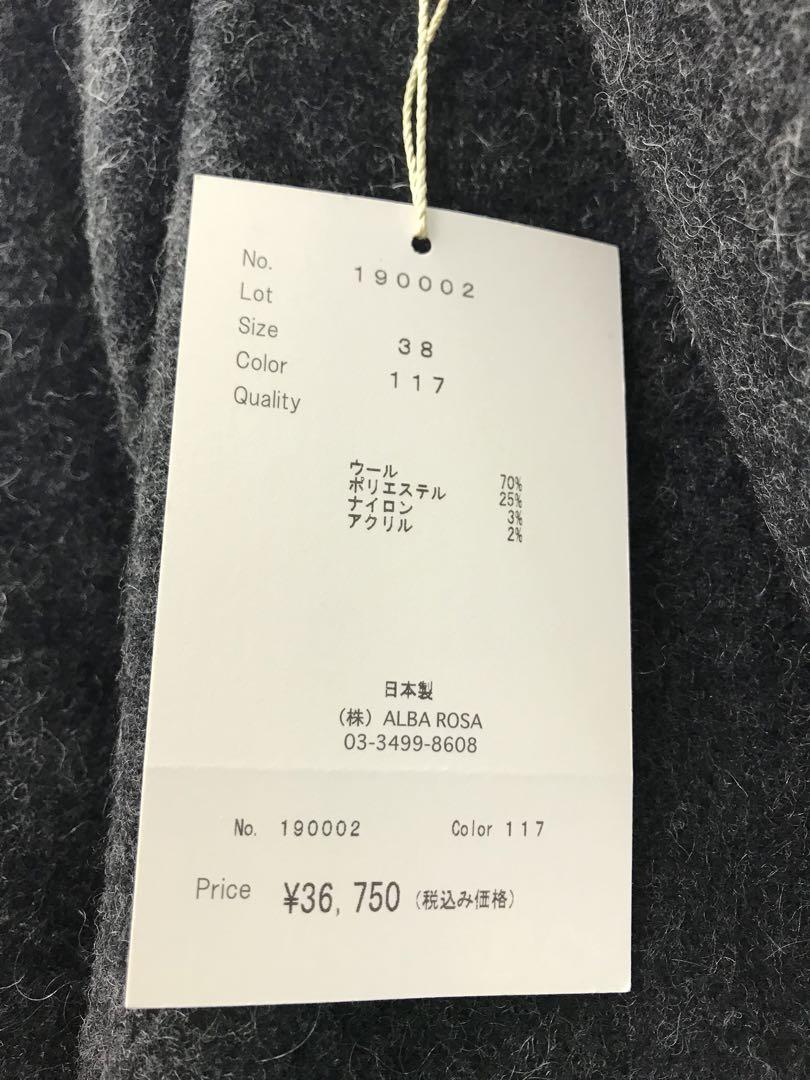 No. 190002
Lot
Size 38
Color 117
Quality
ウール 70%
ポリエステル 25%
ナイロン 3%
アクリル 2%
日本製
（株）ALBA ROSA
03-3499-8608
No. 190002 Color 117
Price ¥36,750（税込み価格）